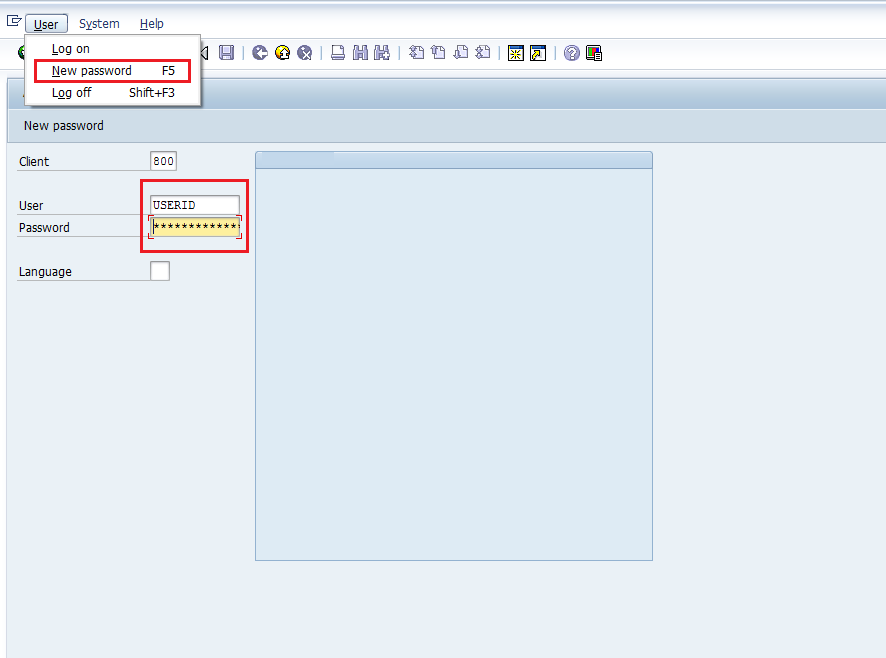 User System Help
Log on
New password F5
Log off Shift+F3
New password
Client 800
User USERID
Password *************
Language